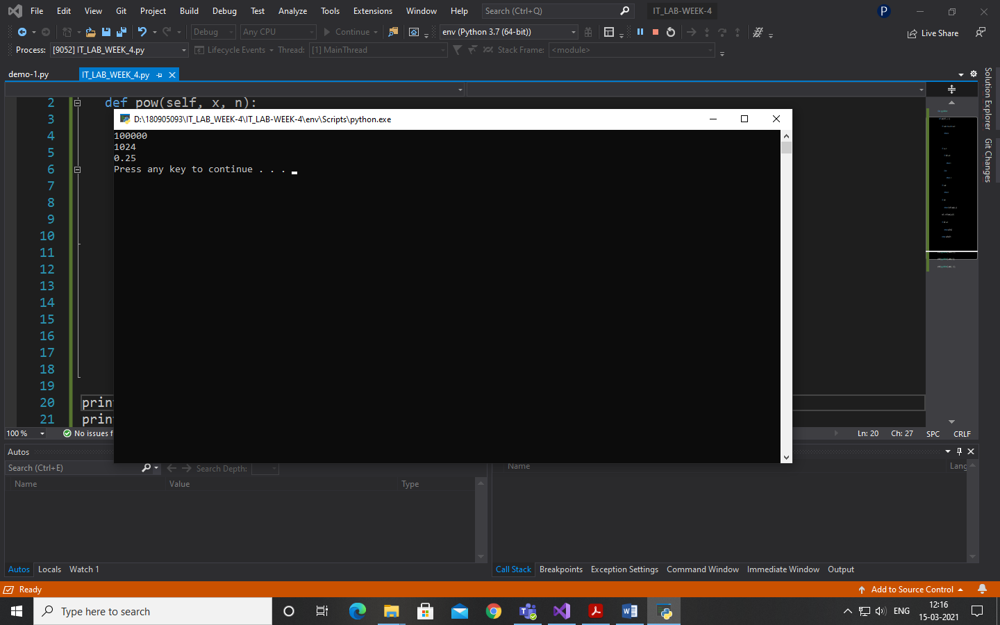 File Edit View Git Project Build Debug Test Analyze Tools Extensions Window Help Search (Ctrl+Q) IT_LAB-WEEK-4 P
Debug Any CPU Continue env (Python 3.7 (64-bit)) Live Share
Process: [9052] IT_LAB_WEEK_4.py Lifecycle Events Thread: [1] MainThread Stack Frame: <module>
demo-1.py IT_LAB_WEEK_4.py
Solution Explorer
Git Changes
2 def pow(self, x, n):
3
D:\180905093\IT_LAB_WEEK-4\IT_LAB-WEEK-4\env\Scripts\python.exe
100000
1024
0.25
Press any key to continue . . .
4
5
6
7
8
9
10
11
12
13
14
15
16
17
18
19
20 prin
21 prin
100 % No issues f Ln: 20 Ch: 27 SPC CRLF
Autos
Search (Ctrl+E) Search Depth:
Name Value Type
Name Lang
Autos Locals Watch 1
Call Stack Breakpoints Exception Settings Command Window Immediate Window Output
Ready Add to Source Control
Type here to search
ENG
12:16
15-03-2021